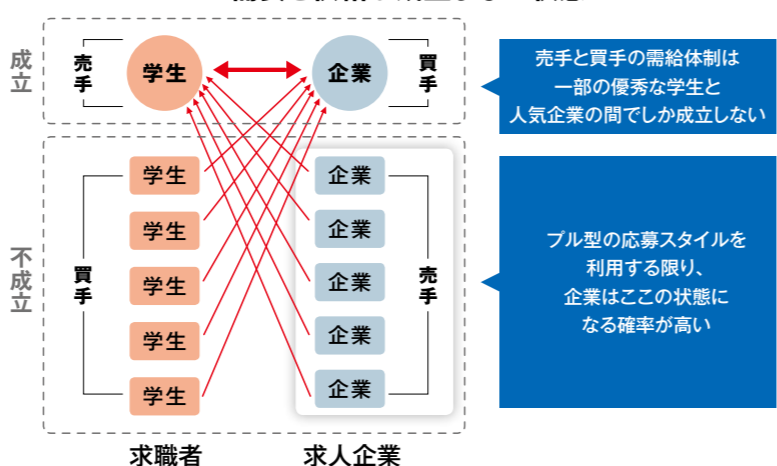 成立
売手
学生
企業
買手
売手と買手の需給体制は
一部の優秀な学生と
人気企業の間でしか成立しない
不成立
買手
学生
企業
学生
企業
学生
企業
学生
企業
学生
企業
売手
プル型の応募スタイルを
利用する限り、
企業はここの状態に
なる確率が高い
求職者
求人企業